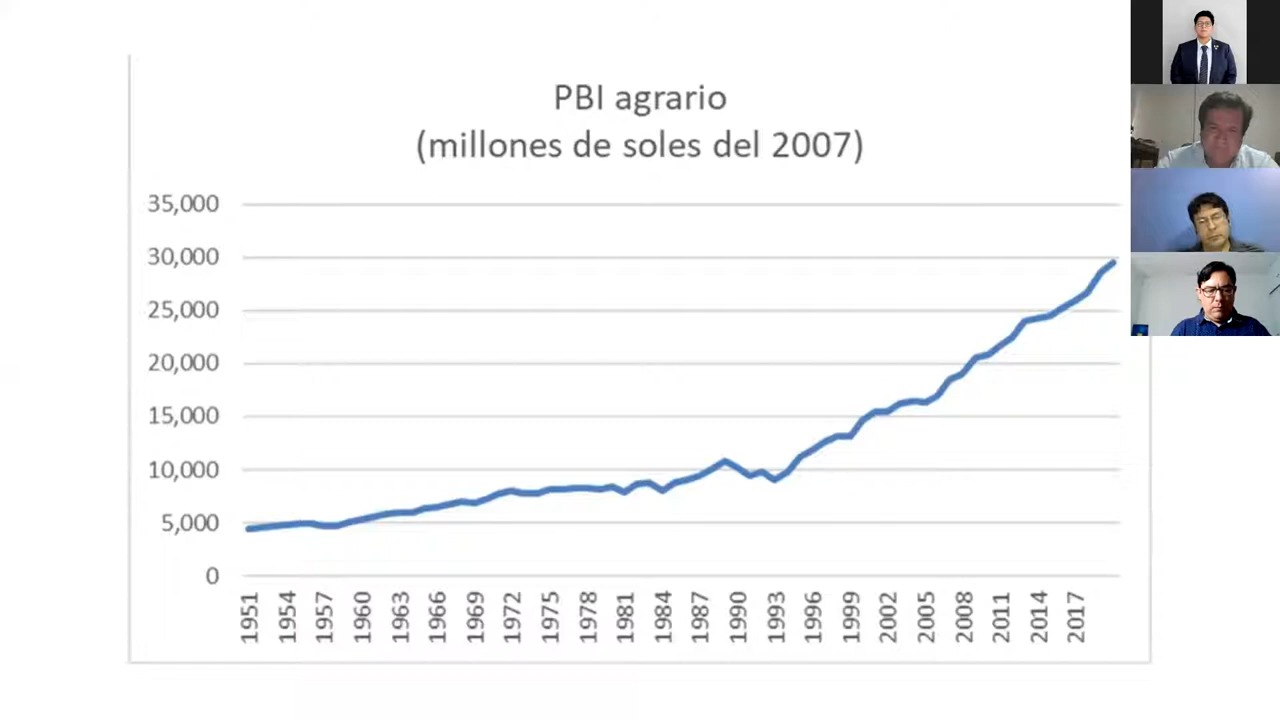 PBI agrario
(millones de soles del 2007)
35,000
30,000
25,000
20,000
15,000
10,000
5,000
0
1951 1954 1957 1960 1963 1966 1969 1972 1975 1978 1981 1984 1987 1990 1993 1996 1999 2002 2005 2008 2011 2014 2017